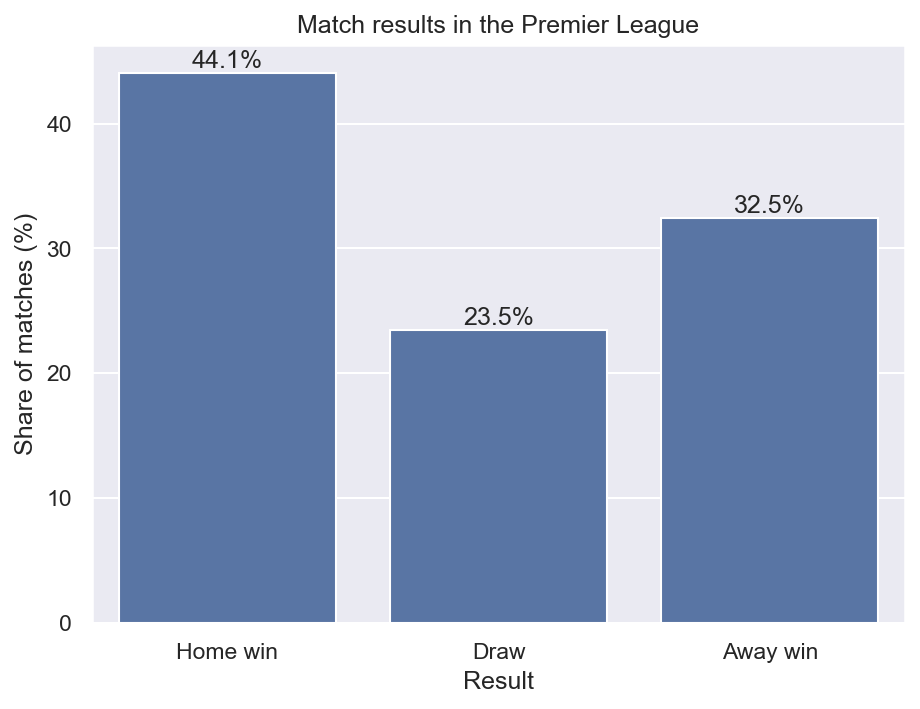 Match results in the Premier League
44.1%
32.5%
23.5%
Share of matches (%)
40
30
20
10
0
Home win
Draw
Away win
Result